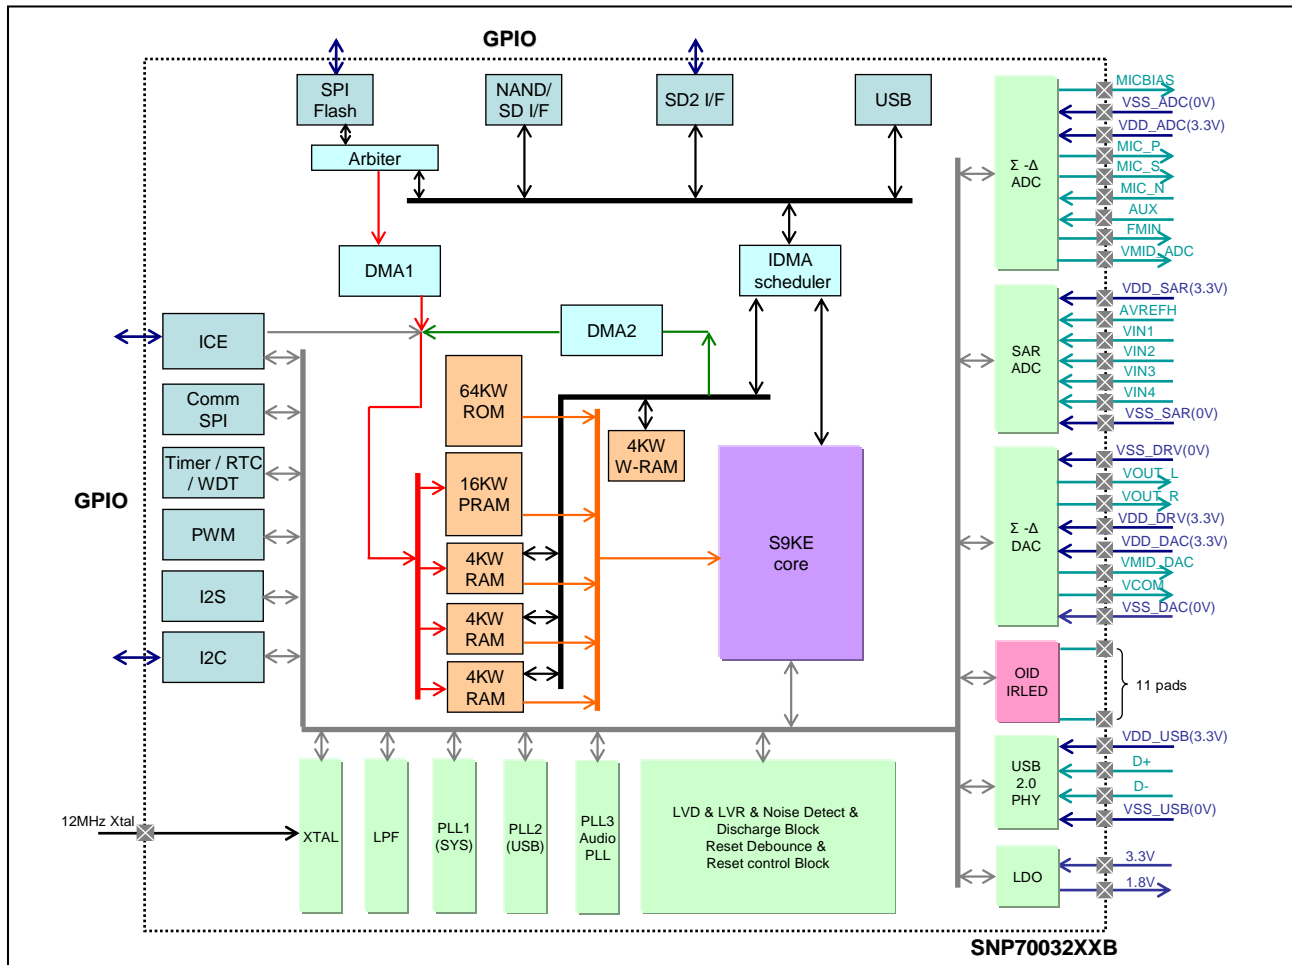 GPIO
SPI
Flash
NAND/
SD I/F
SD2 I/F
USB
Arbiter
DMA1
IDMA
scheduler
DMA2
GPIO
ICE
Comm
SPI
Timer / RTC
/ WDT
PWM
I2S
I2C
64KW
ROM
16KW
PRAM
4KW
RAM
4KW
RAM
4KW
RAM
4KW
W-RAM
S9KE
core
Σ -Δ
ADC
MICBIAS
VSS_ADC(0V)
VDD_ADC(3.3V)
MIC_P
MIC_S
MIC_N
AUX
FMIN
VMID_ADC
SAR
ADC
VDD_SAR(3.3V)
AVREFH
VIN1
VIN2
VIN3
VIN4
VSS_SAR(0V)
Σ -Δ
DAC
VSS_DRV(0V)
VOUT_L
VOUT_R
VDD_DRV(3.3V)
VDD_DAC(3.3V)
VMID_DAC
VCOM
VSS_DAC(0V)
OID
IRLED
11 pads
USB
2.0
PHY
VDD_USB(3.3V)
D+
D-
VSS_USB(0V)
LDO
3.3V
1.8V
12MHz Xtal
XTAL
LPF
PLL1
(SYS)
PLL2
(USB)
PLL3
Audio
PLL
LVD & LVR & Noise Detect &
Discharge Block
Reset Debounce &
Reset control Block
SNP70032XXB